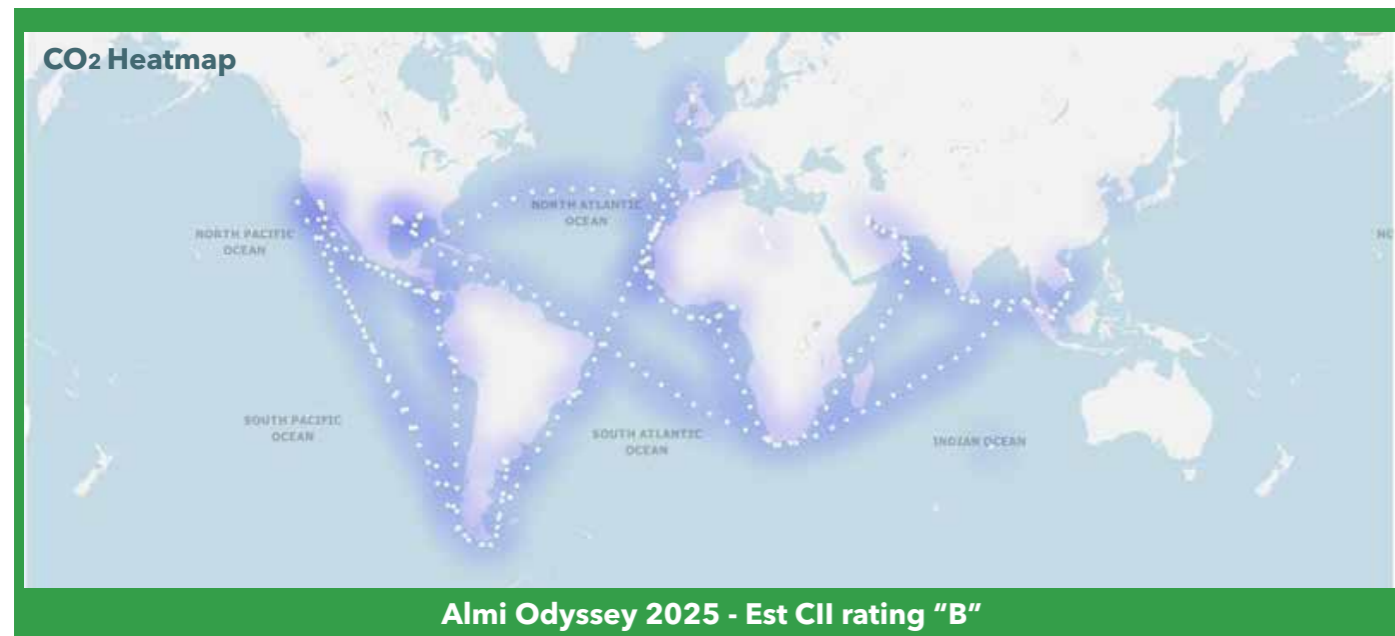 CO2 Heatmap
NORTH ATLANTIC
OCEAN
NORTH PACIFIC
OCEAN
NO
SOUTH PACIFIC
OCEAN
SOUTH ATLANTIC
OCEAN
INDIAN OCEAN
Almi Odyssey 2025 - Est CII rating “B”